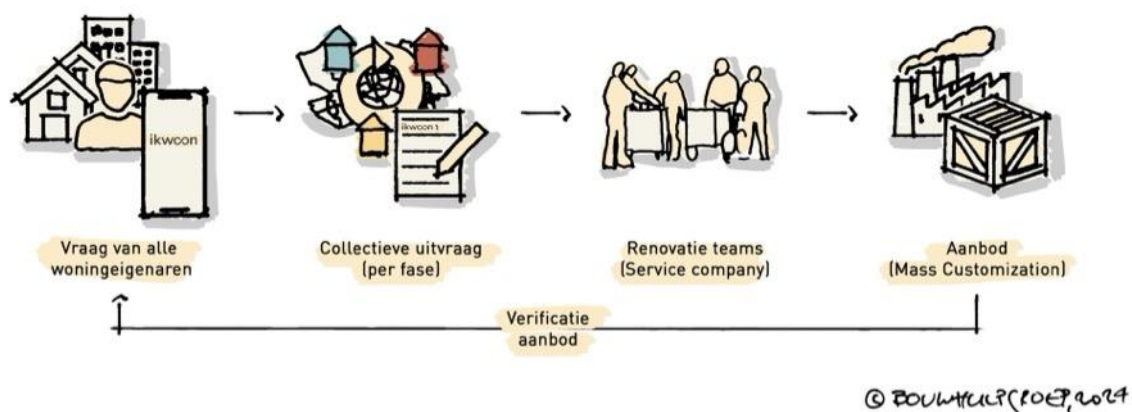 ikwoon
ikwoon 1
Vraag van alle
woningeigenaren
Collectieve uitvraag
(per fase)
Renovatie teams
(Service company)
Aanbod
(Mass Customization)
Verificatie
aanbod
© BOUWHULPGROEP, 2024